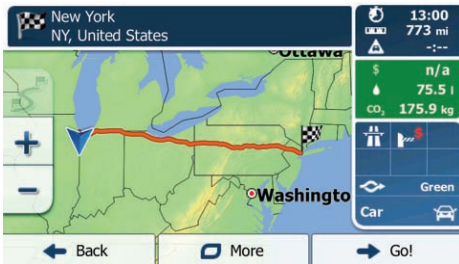 New York
NY, United States
13:00
773 mi
-:--
$ n/a
75.5 l
CO₂ 175.9 kg
$
Green
Car
Ottawa
Washingto
+
−
Back
More
Go!